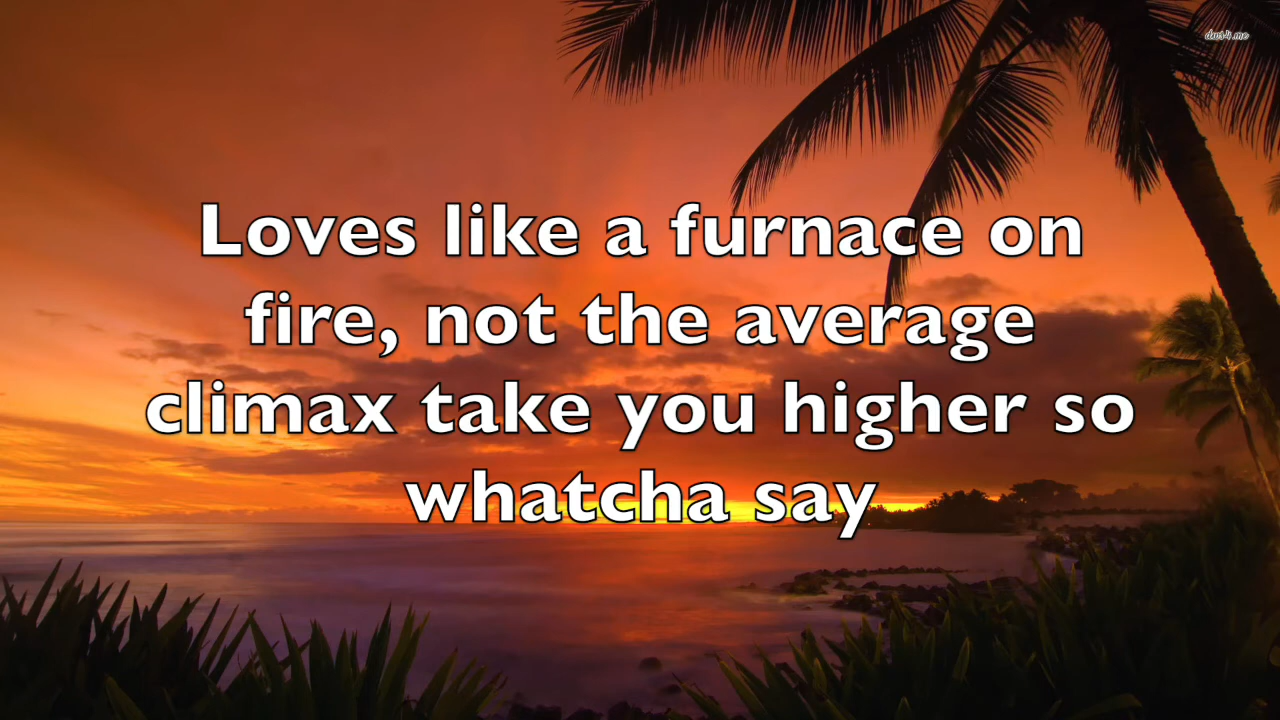 Loves like a furnace on
fire, not the average
climax take you higher so
whatcha say